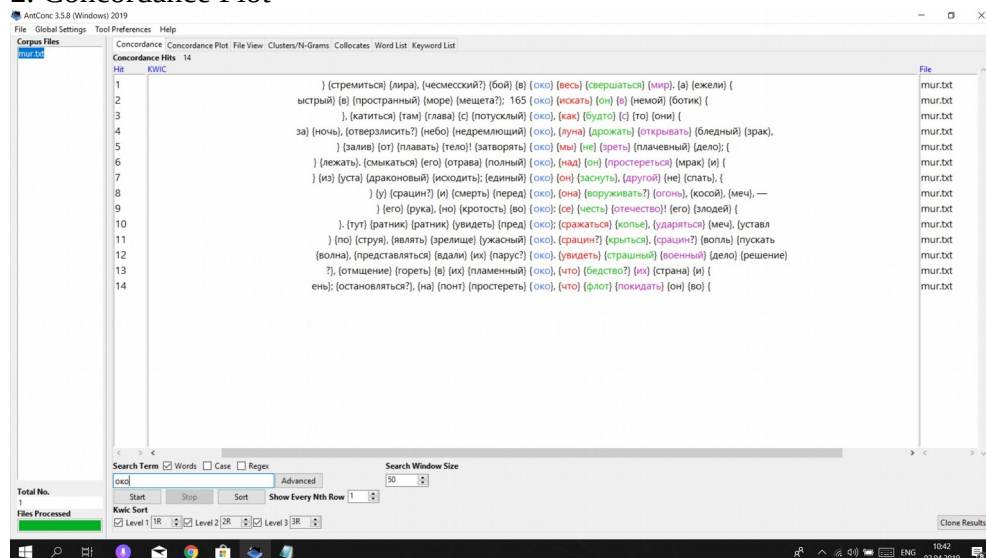 2. Concordance Plot
AntConc 3.5.8 (Windows) 2019
File Global Settings Tool Preferences Help
Corpus Files
mur.txt
Concordance Concordance Plot File View Clusters/N-Grams Collocates Word List Keyword List
Concordance Hits 14
Hit KWIC File
1 } {стремиться} {лира}, {чесмесский?} {бой} {в} {око} {весь} {свершаться} {мир}, {а} {ежели} { mur.txt
2 ыстрый} {в} {пространный} {море} {мещета?}; 165 {око} {искать} {он} {в} {немой} {ботик} { mur.txt
3 }, {катиться} {там} {глава} {с} {потусклый} {око}, {как} {будто} {с} {то} {они} { mur.txt
4 за} {ночь}, {отверзлисить?} {небо} {недремлющий} {око}, {луна} {дрожать} {открывать} {бледный} {зрак}, mur.txt
5 } {залив} {от} {плавать} {тело}! {затворять} {око} {мы} {не} {зреть} {плачевный} {дело}; { mur.txt
6 } {лежать}. {смыкаться} {его} {отрава} {полный} {око}, {над} {он} {простереться} {мрак} {и} { mur.txt
7 } {из} {уста} {драконовый} {исходить}; {единый} {око} {он} {заснуть}, {другой} {не} {спать}, { mur.txt
8 } {у} {срацин?} {и} {смерть} {перед} {око}, {она} {воруживать?} {огонь}, {косой}, {меч}, — mur.txt
9 } {его} {рука}, {но} {кротость} {во} {око}: {се} {честь} {отечество}! {его} {злодей} { mur.txt
10 }. {тут} {ратник} {ратник} {увидеть} {пред} {око}; {сражаться} {копье}, {ударяться} {меч}, {уставл mur.txt
11 } {по} {струя}, {являть} {зрелище} {ужасный} {око}. {срацин?} {крыться}, {срацин?} {вопль} {пускать mur.txt
12 {волна}, {представляться} {вдали} {их} {парус?} {око}. {увидеть} {страшный} {военный} {дело} {решение} mur.txt
13 ?}, {отмщение} {гореть} {в} {их} {пламенный} {око}, {что} {бедство?} {их} {страна} {и} { mur.txt
14 ень}; {остановляться?}, {на} {понт} {простереть} {око}, {что} {флот} {покидать} {он} {во} { mur.txt
Search Term Words Case Regex Search Window Size
око Advanced 50
Total No.
1
Start Stop Sort Show Every Nth Row 1
Files Processed
Kwic Sort
Level 1 1R Level 2 2R Level 3 3R Clone Results
ENG 10:42